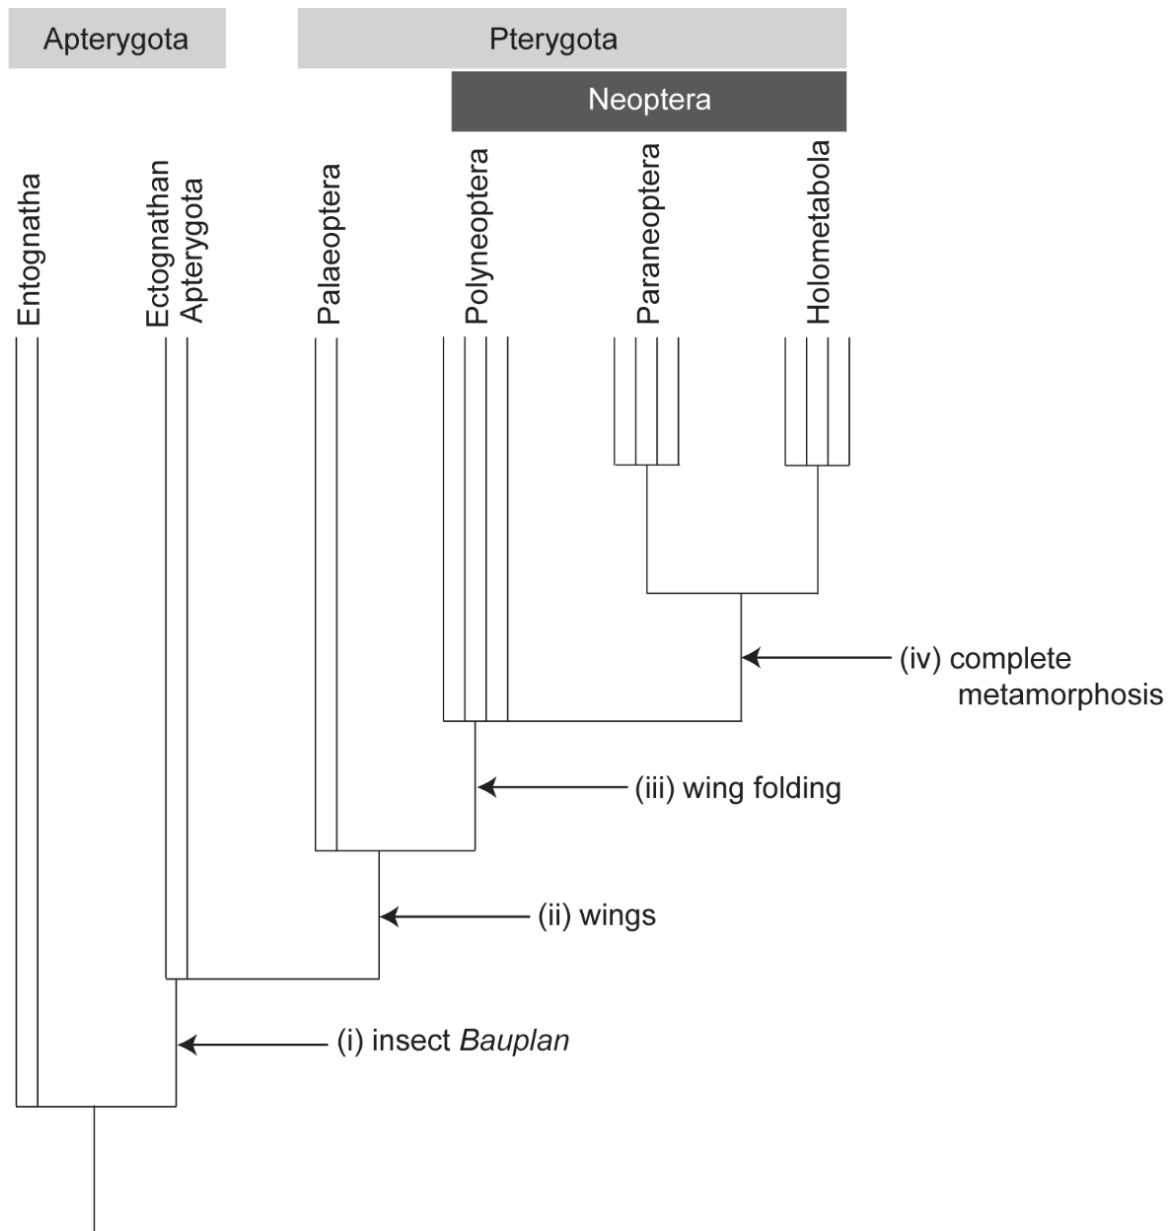 Apterygota
Pterygota
Neoptera
Entognatha
Ectognathan
Apterygota
Palaeoptera
Polyneoptera
Paraneoptera
Holometabola
(iv) complete
metamorphosis
(iii) wing folding
(ii) wings
(i) insect Bauplan